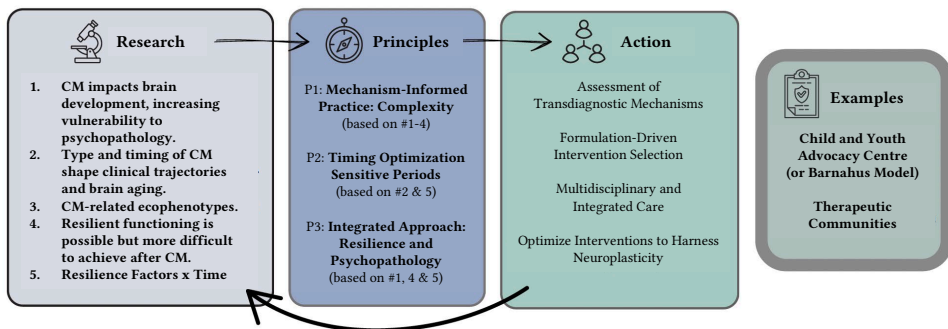 Research
1. CM impacts brain
development, increasing
vulnerability to
psychopathology.
2. Type and timing of CM
shape clinical trajectories
and brain aging.
3. CM-related ecophenotypes.
4. Resilient functioning is
possible but more difficult
to achieve after CM.
5. Resilience Factors x Time
Principles
P1: Mechanism-Informed
Practice: Complexity
(based on #1-4)
P2: Timing Optimization
Sensitive Periods
(based on #2 & 5)
P3: Integrated Approach:
Resilience and
Psychopathology
(based on #1, 4 & 5)
Action
Assessment of
Transdiagnostic Mechanisms
Formulation-Driven
Intervention Selection
Multidisciplinary and
Integrated Care
Optimize Interventions to Harness
Neuroplasticity
Examples
Child and Youth
Advocacy Centre
(or Barnahus Model)
Therapeutic
Communities